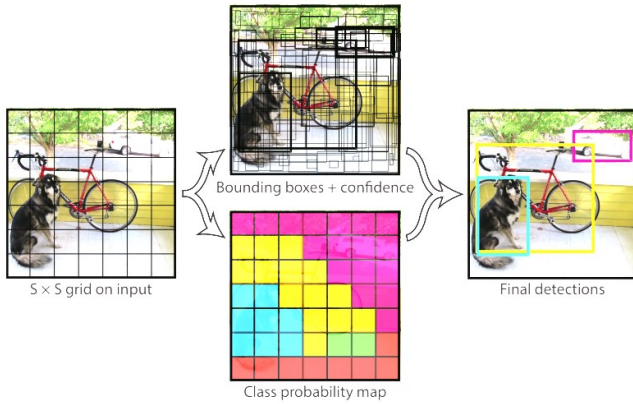 Bounding boxes + confidence
S × S grid on input
Final detections
Class probability map